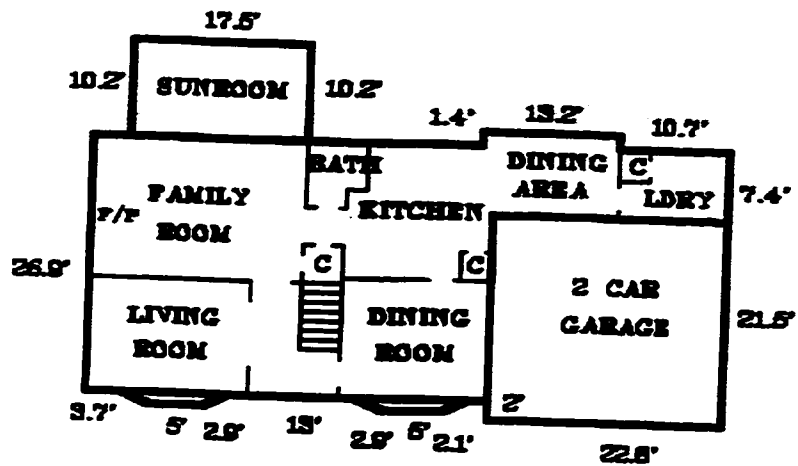 17.5'
10.2'
SUNROOM
10.2'
1.4'
13.2'
10.7'
BATH
DINING
AREA
C
LDRY
7.4'
FAMILY
ROOM
F/P
KITCHEN
26.9'
C
C
LIVING
ROOM
DINING
ROOM
2 CAR
GARAGE
21.5'
3.7'
5'
2.9'
13'
2.9'
6'
2.1'
2'
22.8'